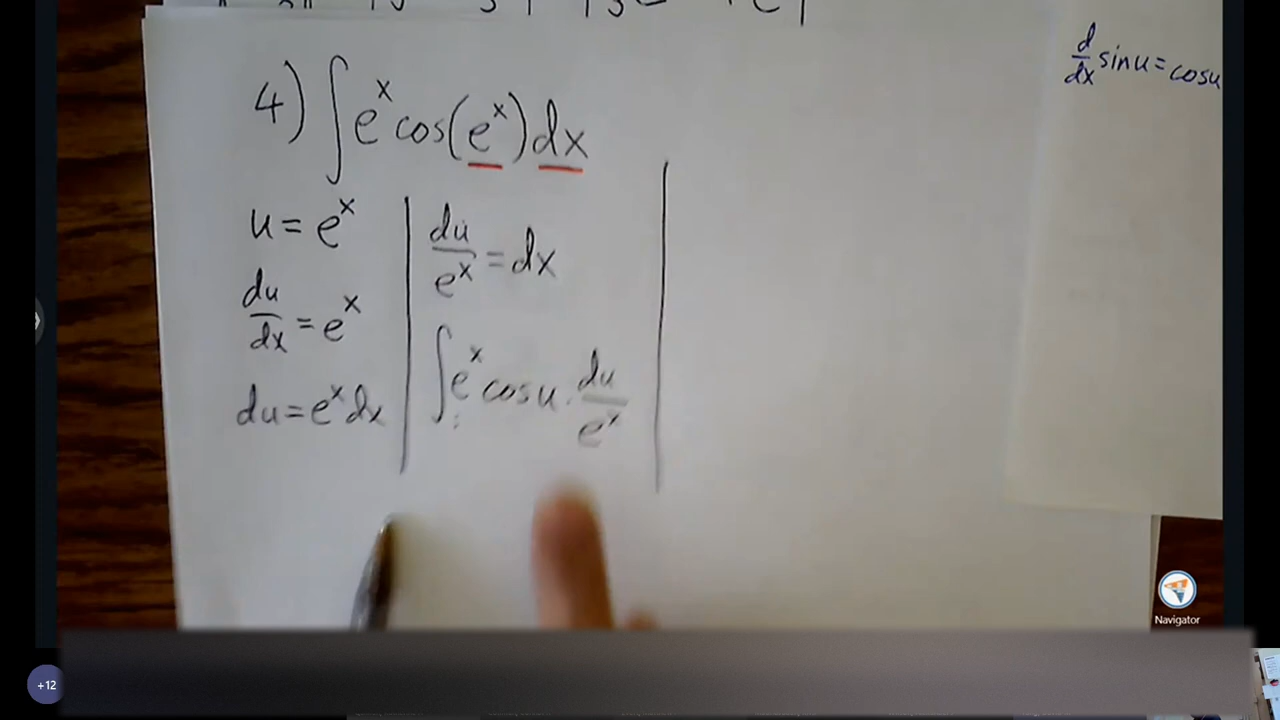 4) ∫ e^x cos(e^x) dx
u = e^x
du/dx = e^x
du = e^x dx
du/e^x = dx
∫ e^x cos u · du/e^x
d/dx sin u = cos u
Navigator
+12